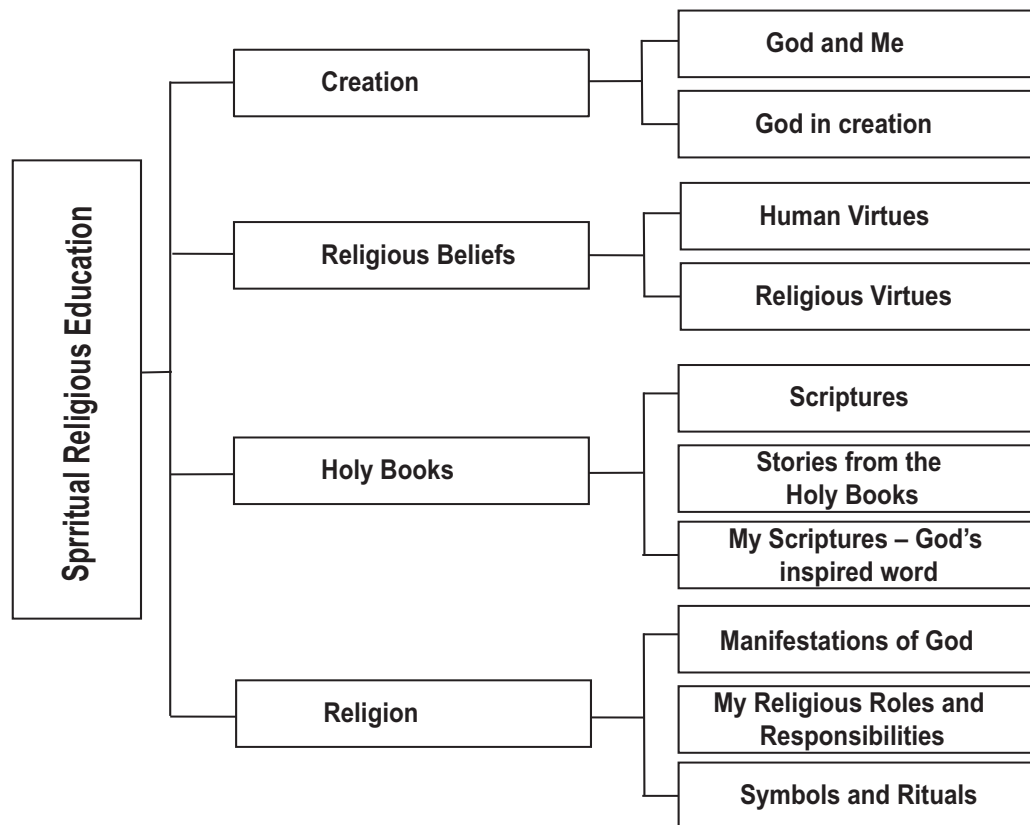 Sprritual Religious Education
Creation
God and Me
God in creation
Religious Beliefs
Human Virtues
Religious Virtues
Holy Books
Scriptures
Stories from the
Holy Books
My Scriptures – God’s
inspired word
Religion
Manifestations of God
My Religious Roles and
Responsibilities
Symbols and Rituals